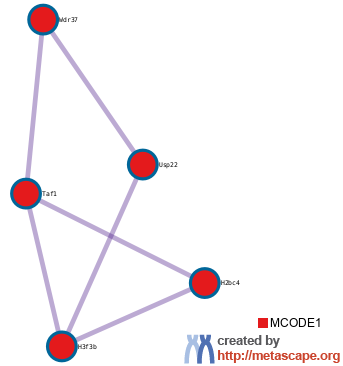 Wdr37
Usp22
Taf1
H2bc4
H3f3b
MCODE1
created by
http://metascape.org